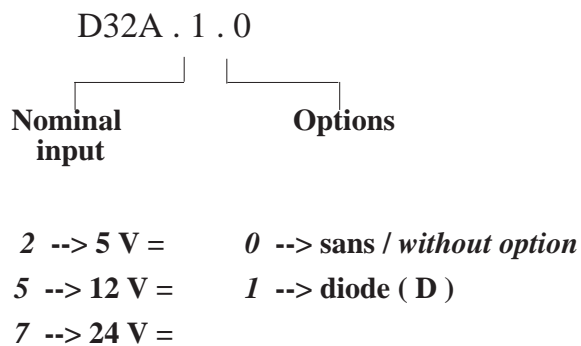 D32A . 1 . 0
Nominal input
Options
2 --> 5 V =
0 --> sans / without option
5 --> 12 V =
1 --> diode ( D )
7 --> 24 V =